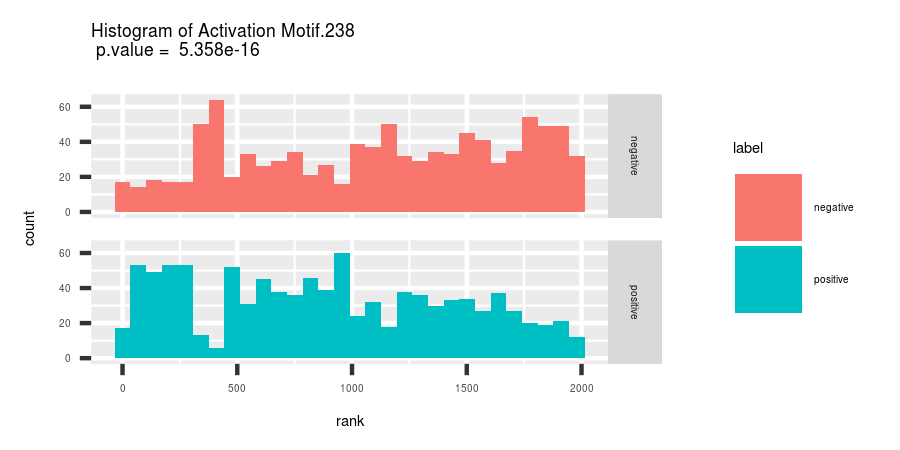 Histogram of Activation Motif.238
p.value =  5.358e-16
count
60
40
20
0
negative
60
40
20
0
positive
0
500
1000
1500
2000
rank
label
negative
positive